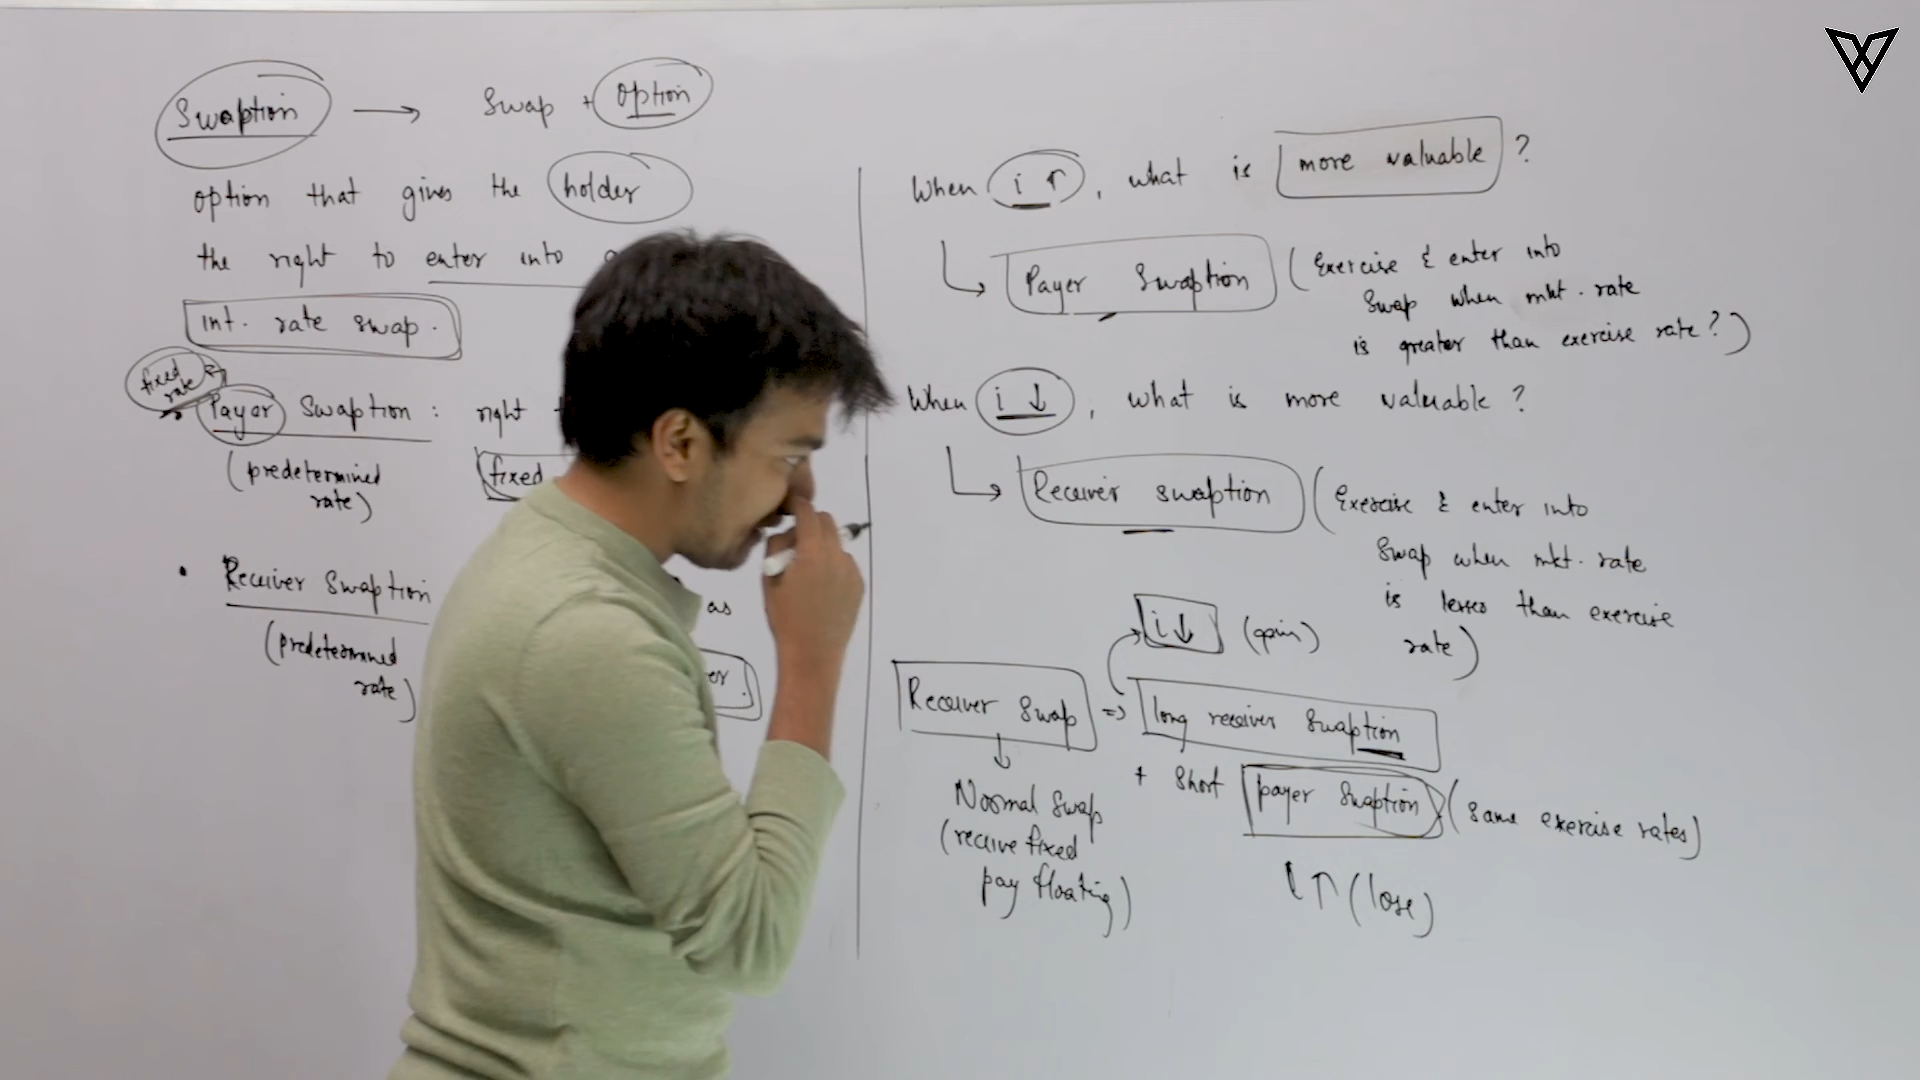 Swaption → Swap + Option
option that gives the holder
the right to enter into
Int. rate swap.
fixed
rate
Payer Swaption : right
(predetermined
rate)
fixed
• Receiver Swaption
as
(predetermined
rate)
When i ↑, what is more valuable ?
Payer Swaption (Exercise & enter into
Swap when mkt. rate
is greater than exercise rate?)
When i ↓, what is more valuable ?
Receiver swaption (Exercise & enter into
Swap when mkt. rate
is lesser than exercise
rate)
i↓ (gain)
Receiver Swap => long receiver Swaption
+ Short payer Swaption (same exercise rates)
Normal Swap
(receive fixed
pay floating)
i↑ (lose)